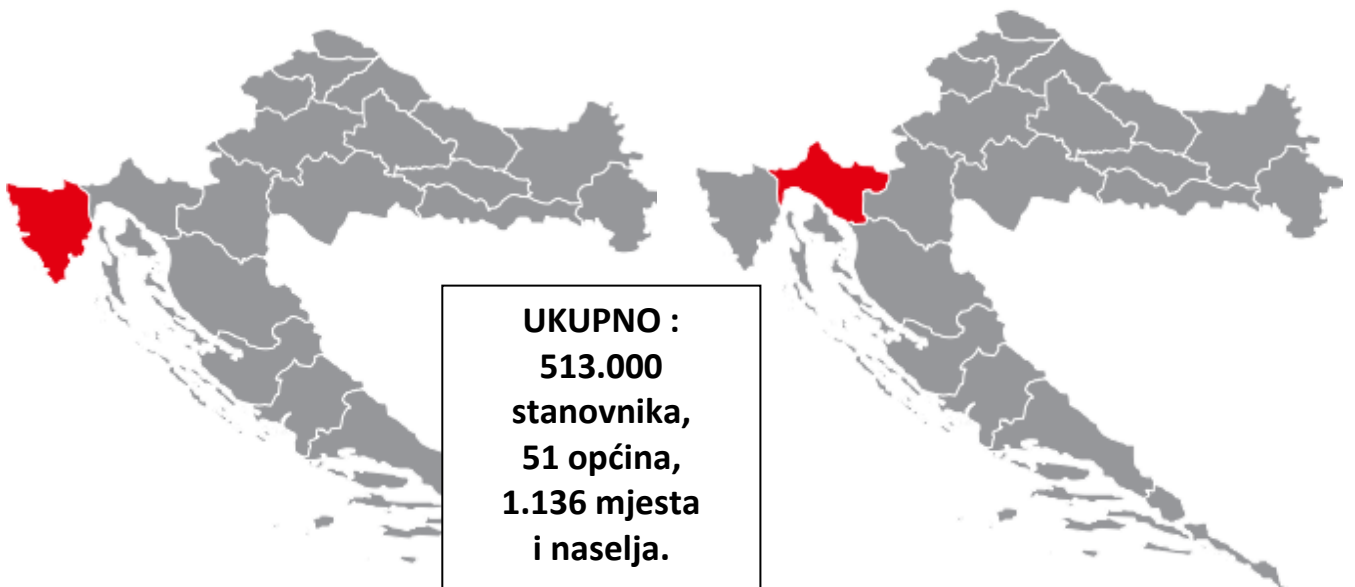 UKUPNO :
513.000
stanovnika,
51 općina,
1.136 mjesta
i naselja.